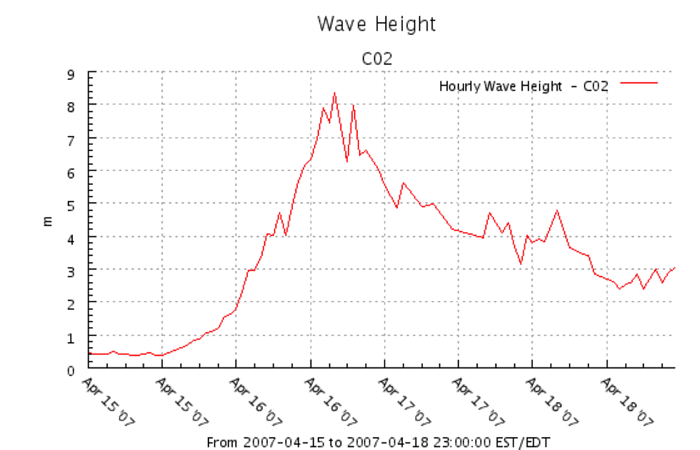 Wave Height
C02
Hourly Wave Height - C02
9
8
7
6
5
4
3
2
1
0
m
Apr 15 '07
Apr 15 '07
Apr 16 '07
Apr 16 '07
Apr 17 '07
Apr 17 '07
Apr 18 '07
Apr 18 '07
From 2007-04-15 to 2007-04-18 23:00:00 EST/EDT